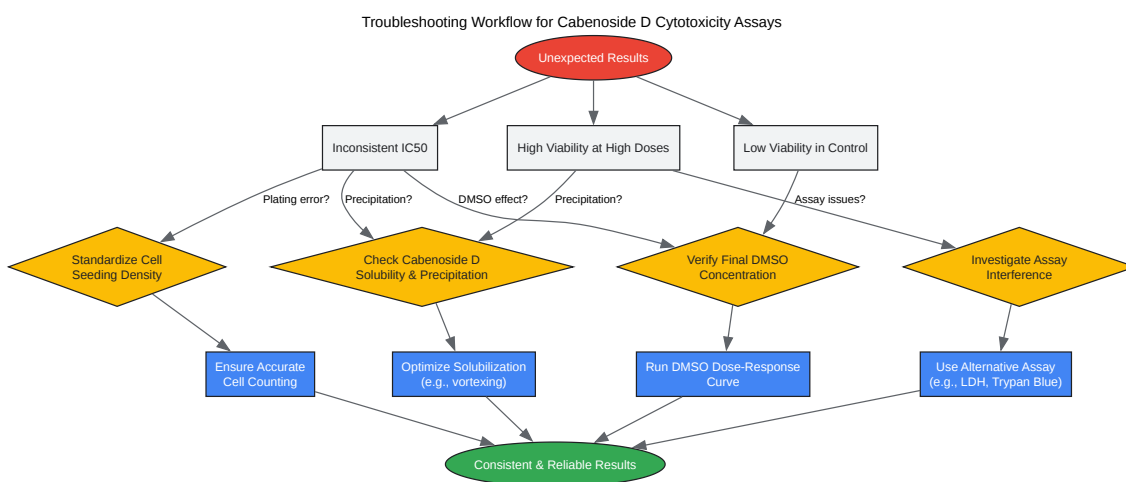 Troubleshooting Workflow for Cabenoside D Cytotoxicity Assays
Unexpected Results
Inconsistent IC50
High Viability at High Doses
Low Viability in Control
Plating error?
Precipitation?
DMSO effect?
Precipitation?
Assay issues?
Standardize Cell
Seeding Density
Check Cabenoside D
Solubility & Precipitation
Verify Final DMSO
Concentration
Investigate Assay
Interference
Ensure Accurate
Cell Counting
Optimize Solubilization
(e.g., vortexing)
Run DMSO Dose-Response
Curve
Use Alternative Assay
(e.g., LDH, Trypan Blue)
Consistent & Reliable Results